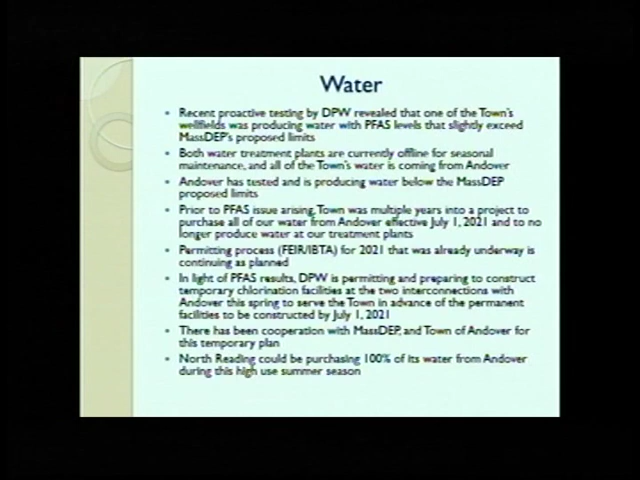 Water
• Recent proactive testing by DPW revealed that one of the Town's
wellfields was producing water with PFAS levels that slightly exceed
MassDEP's proposed limits
• Both water treatment plants are currently offline for seasonal
maintenance, and all of the Town's water is coming from Andover
• Andover has tested and is producing water below the MassDEP
proposed limits
• Prior to PFAS issue arising, Town was multiple years into a project to
purchase all of our water from Andover effective July 1, 2021 and to no
longer produce water at our treatment plants
• Permitting process (FEIR/IBTA) for 2021 that was already underway is
continuing as planned
• In light of PFAS results, DPW is permitting and preparing to construct
temporary chlorination facilities at the two interconnections with
Andover this spring to serve the Town in advance of the permanent
facilities to be constructed by July 1, 2021
• There has been cooperation with MassDEP, and Town of Andover for
this temporary plan
• North Reading could be purchasing 100% of its water from Andover
during this high use summer season